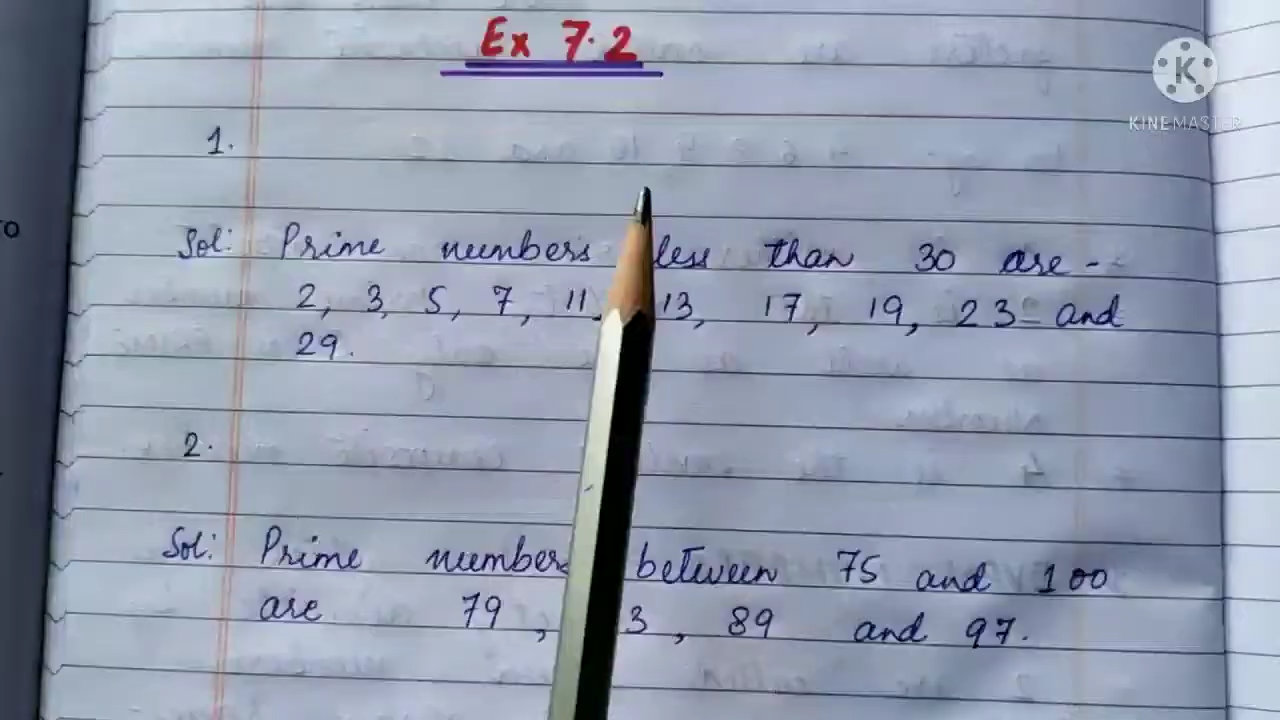 Ex 7.2
KINEMASTER
1.
Sol: Prime numbers less than 30 are -
2, 3, 5, 7, 11, 13, 17, 19, 23 and
29.
2.
Sol: Prime numbers between 75 and 100
are 79, 3, 89 and 97.